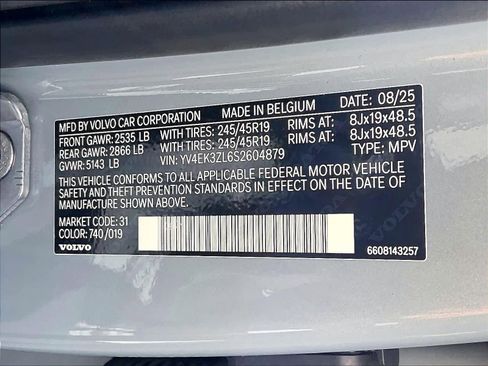 MFD BY VOLVO CAR CORPORATION MADE IN BELGIUM DATE: 08/25
FRONT GAWR: 2535 LB WITH TIRES: 245/45R19 RIMS AT: 8Jx19x48.5
REAR GAWR: 2866 LB WITH TIRES: 245/45R19 RIMS AT: 8Jx19x48.5
GVWR: 5143 LB VIN: YV4EK3ZL6S2604879 TYPE: MPV
THIS VEHICLE CONFORMS TO ALL APPLICABLE FEDERAL MOTOR VEHICLE
SAFETY AND THEFT PREVENTION STANDARDS IN EFFECT ON THE DATE OF
MANUFACTURE SHOWN ABOVE.
MARKET CODE: 31
COLOR: 740/019
VOLVO
6608143257